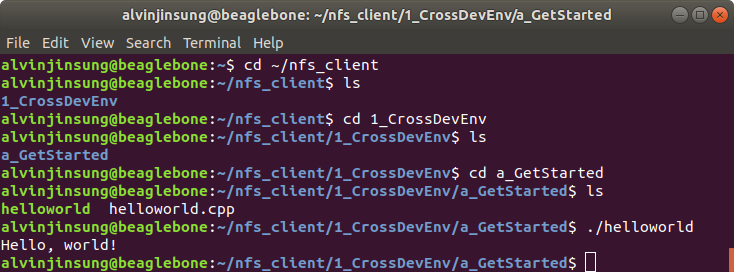 alvinjinsung@beaglebone: ~/nfs_client/1_CrossDevEnv/a_GetStarted
File Edit View Search Terminal Help
alvinjinsung@beaglebone:~$ cd ~/nfs_client
alvinjinsung@beaglebone:~/nfs_client$ ls
1_CrossDevEnv
alvinjinsung@beaglebone:~/nfs_client$ cd 1_CrossDevEnv
alvinjinsung@beaglebone:~/nfs_client/1_CrossDevEnv$ ls
a_GetStarted
alvinjinsung@beaglebone:~/nfs_client/1_CrossDevEnv$ cd a_GetStarted
alvinjinsung@beaglebone:~/nfs_client/1_CrossDevEnv/a_GetStarted$ ls
helloworld  helloworld.cpp
alvinjinsung@beaglebone:~/nfs_client/1_CrossDevEnv/a_GetStarted$ ./helloworld
Hello, world!
alvinjinsung@beaglebone:~/nfs_client/1_CrossDevEnv/a_GetStarted$